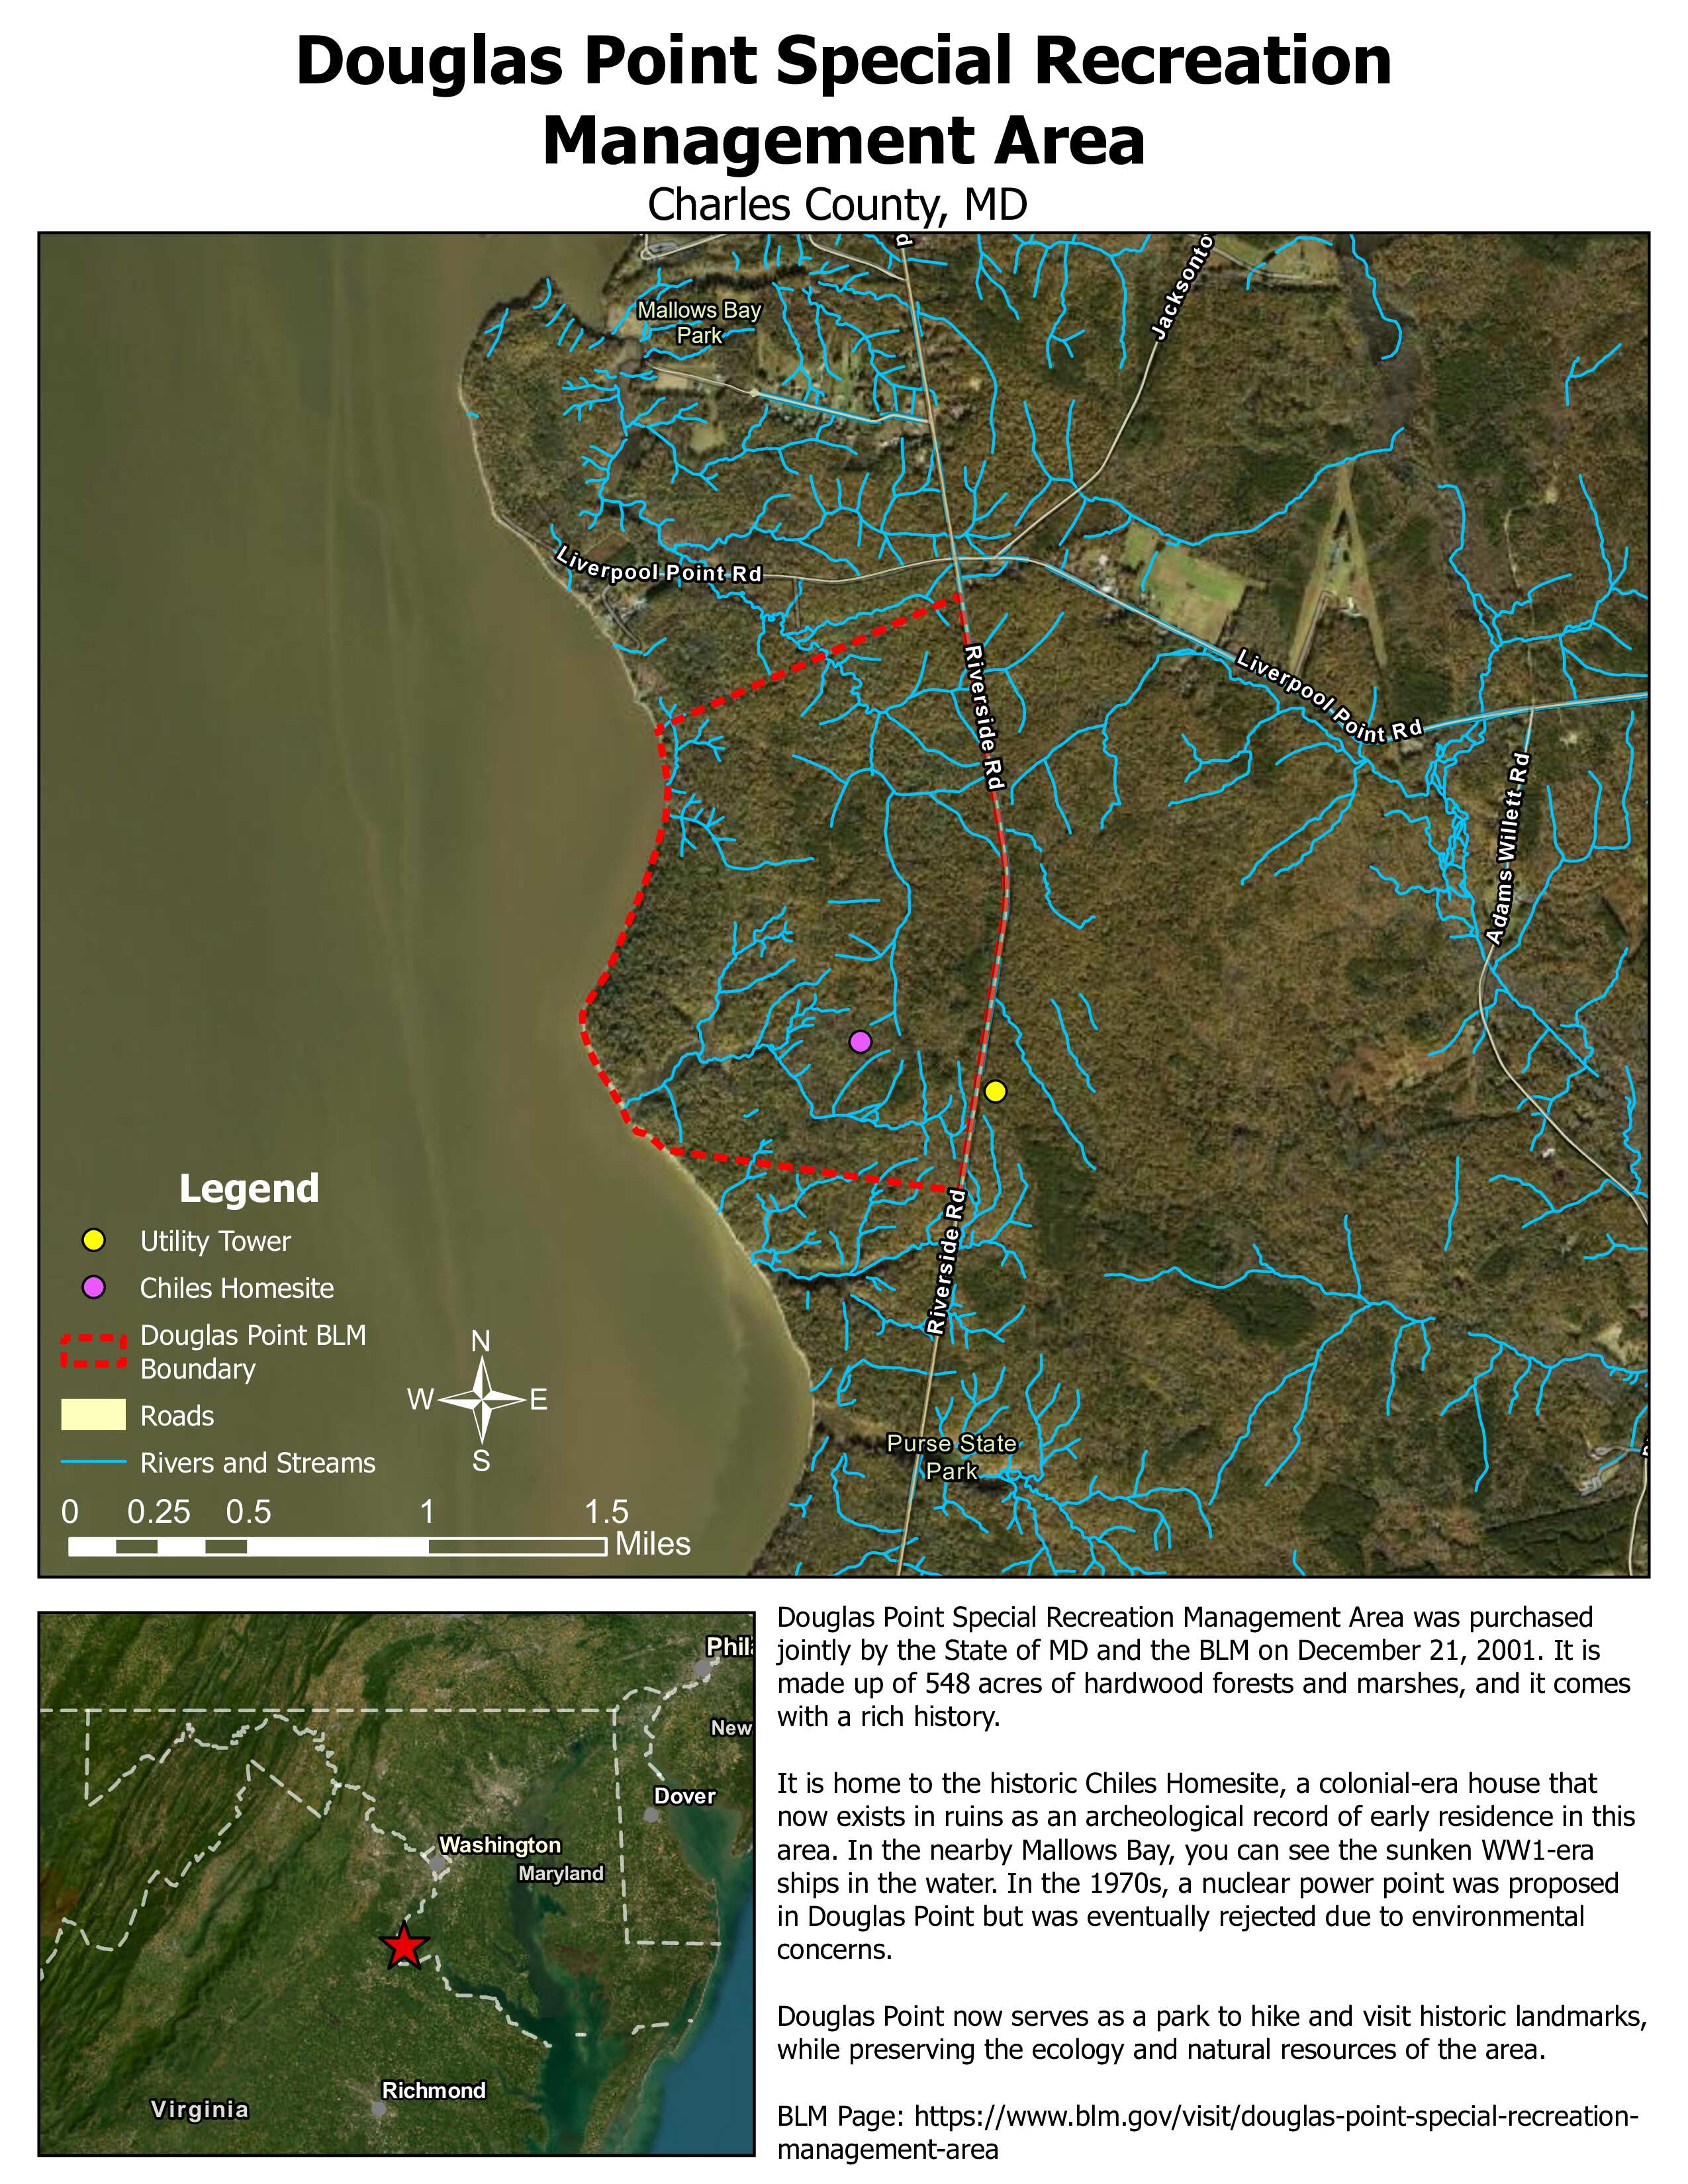 Douglas Point Special Recreation
Management Area
Charles County, MD
d
Jacksonto
Mallows Bay
Park
Liverpool Point Rd
Riverside Rd
Liverpool Point Rd
Adams Willett Rd
Riverside Rd
Purse State
Park
Legend
Utility Tower
Chiles Homesite
Douglas Point BLM
Boundary
Roads
Rivers and Streams
N
W E
S
0 0.25 0.5 1 1.5
Miles
Phil
New
Dover
Washington
Maryland
Richmond
Virginia
Douglas Point Special Recreation Management Area was purchased
jointly by the State of MD and the BLM on December 21, 2001. It is
made up of 548 acres of hardwood forests and marshes, and it comes
with a rich history.
It is home to the historic Chiles Homesite, a colonial-era house that
now exists in ruins as an archeological record of early residence in this
area. In the nearby Mallows Bay, you can see the sunken WW1-era
ships in the water. In the 1970s, a nuclear power point was proposed
in Douglas Point but was eventually rejected due to environmental
concerns.
Douglas Point now serves as a park to hike and visit historic landmarks,
while preserving the ecology and natural resources of the area.
BLM Page: https://www.blm.gov/visit/douglas-point-special-recreation-
management-area